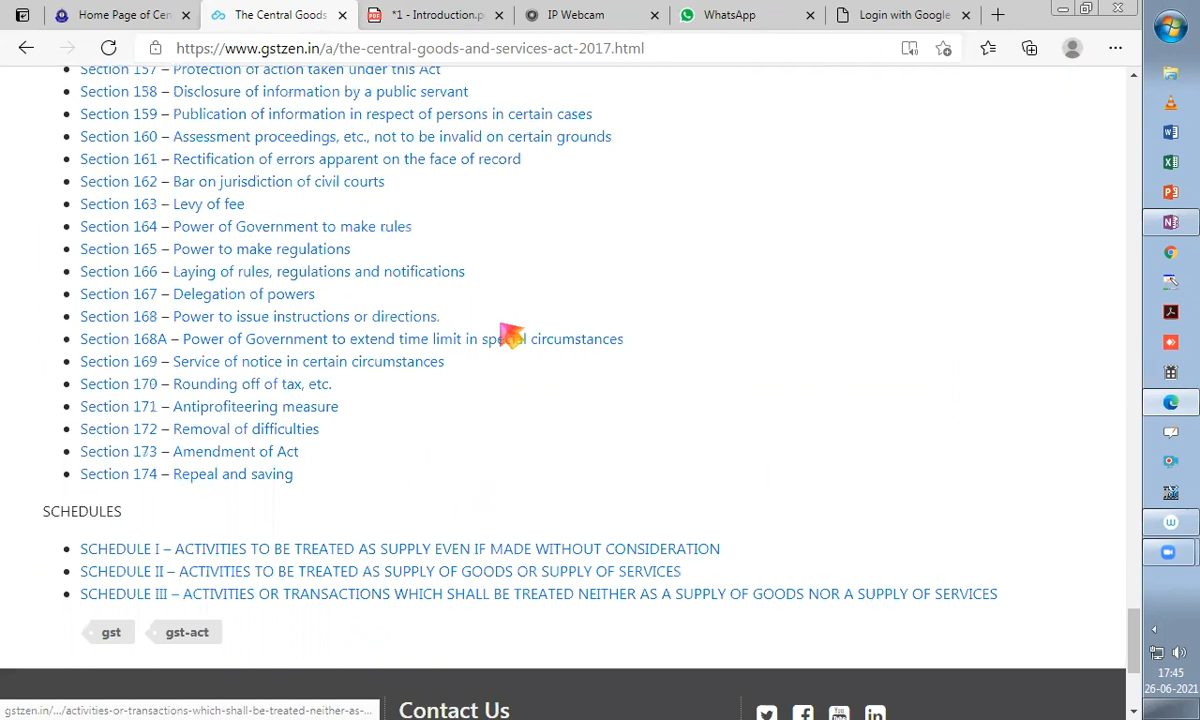 Home Page of Cen
The Central Goods
*1 - Introduction.p
IP Webcam
WhatsApp
Login with Google
https://www.gstzen.in/a/the-central-goods-and-services-act-2017.html
Section 157 – Protection of action taken under this Act
Section 158 – Disclosure of information by a public servant
Section 159 – Publication of information in respect of persons in certain cases
Section 160 – Assessment proceedings, etc., not to be invalid on certain grounds
Section 161 – Rectification of errors apparent on the face of record
Section 162 – Bar on jurisdiction of civil courts
Section 163 – Levy of fee
Section 164 – Power of Government to make rules
Section 165 – Power to make regulations
Section 166 – Laying of rules, regulations and notifications
Section 167 – Delegation of powers
Section 168 – Power to issue instructions or directions.
Section 168A – Power of Government to extend time limit in special circumstances
Section 169 – Service of notice in certain circumstances
Section 170 – Rounding off of tax, etc.
Section 171 – Antiprofiteering measure
Section 172 – Removal of difficulties
Section 173 – Amendment of Act
Section 174 – Repeal and saving
SCHEDULES
SCHEDULE I – ACTIVITIES TO BE TREATED AS SUPPLY EVEN IF MADE WITHOUT CONSIDERATION
SCHEDULE II – ACTIVITIES TO BE TREATED AS SUPPLY OF GOODS OR SUPPLY OF SERVICES
SCHEDULE III – ACTIVITIES OR TRANSACTIONS WHICH SHALL BE TREATED NEITHER AS A SUPPLY OF GOODS NOR A SUPPLY OF SERVICES
gst
gst-act
gstzen.in/.../activities-or-transactions-which-shall-be-treated-neither-as-...
Contact Us
17:45
26-06-2021